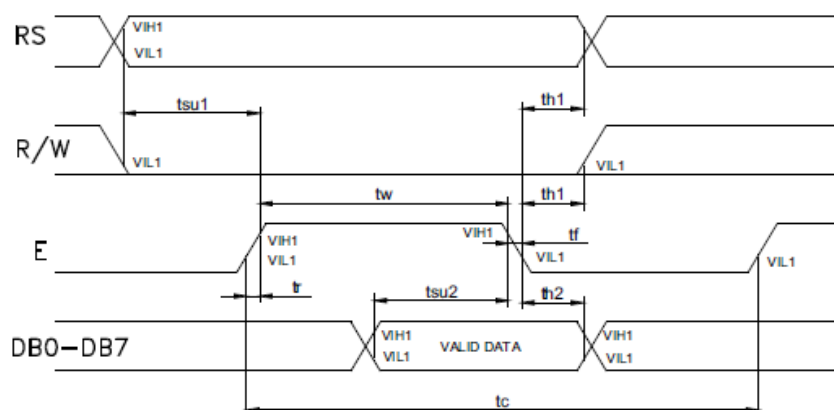 RS
VIH1
VIL1
tsu1
th1
R/W
VIL1
VIL1
th1
tw
E
VIH1
VIL1
VIH1
tf
VIL1
VIL1
tr
tsu2
th2
DB0-DB7
VIH1
VIL1
VALID DATA
VIH1
VIL1
tc